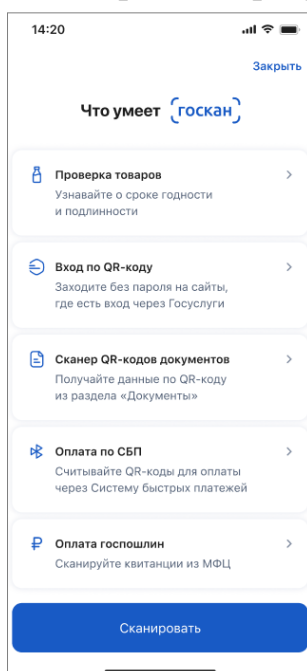 14:20
Закрыть
Что умеет госкан
Проверка товаров
Узнавайте о сроке годности
и подлинности
Вход по QR-коду
Заходите без пароля на сайты,
где есть вход через Госуслуги
Сканер QR-кодов документов
Получайте данные по QR-коду
из раздела «Документы»
Оплата по СБП
Считывайте QR-коды для оплаты
через Систему быстрых платежей
Оплата госпошлин
Сканируйте квитанции из МФЦ
Сканировать